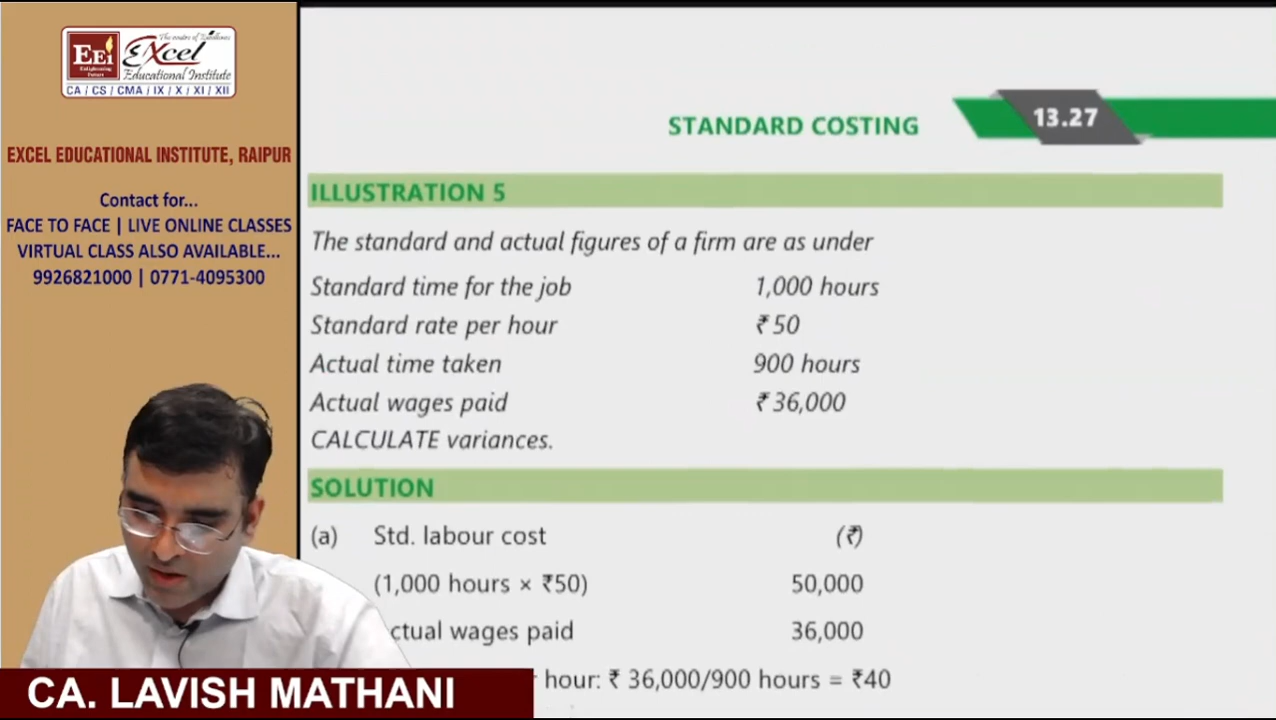 The centre of Excellence
EEi
Enlightening Future
Excel
Educational Institute
CA / CS / CMA / IX / X / XI / XII
EXCEL EDUCATIONAL INSTITUTE, RAIPUR
Contact for...
FACE TO FACE | LIVE ONLINE CLASSES
VIRTUAL CLASS ALSO AVAILABLE...
9926821000 | 0771-4095300
STANDARD COSTING 13.27
ILLUSTRATION 5
The standard and actual figures of a firm are as under
Standard time for the job 1,000 hours
Standard rate per hour ₹ 50
Actual time taken 900 hours
Actual wages paid ₹ 36,000
CALCULATE variances.
SOLUTION
(a) Std. labour cost (₹)
(1,000 hours × ₹50) 50,000
ctual wages paid 36,000
hour: ₹ 36,000/900 hours = ₹40
CA. LAVISH MATHANI